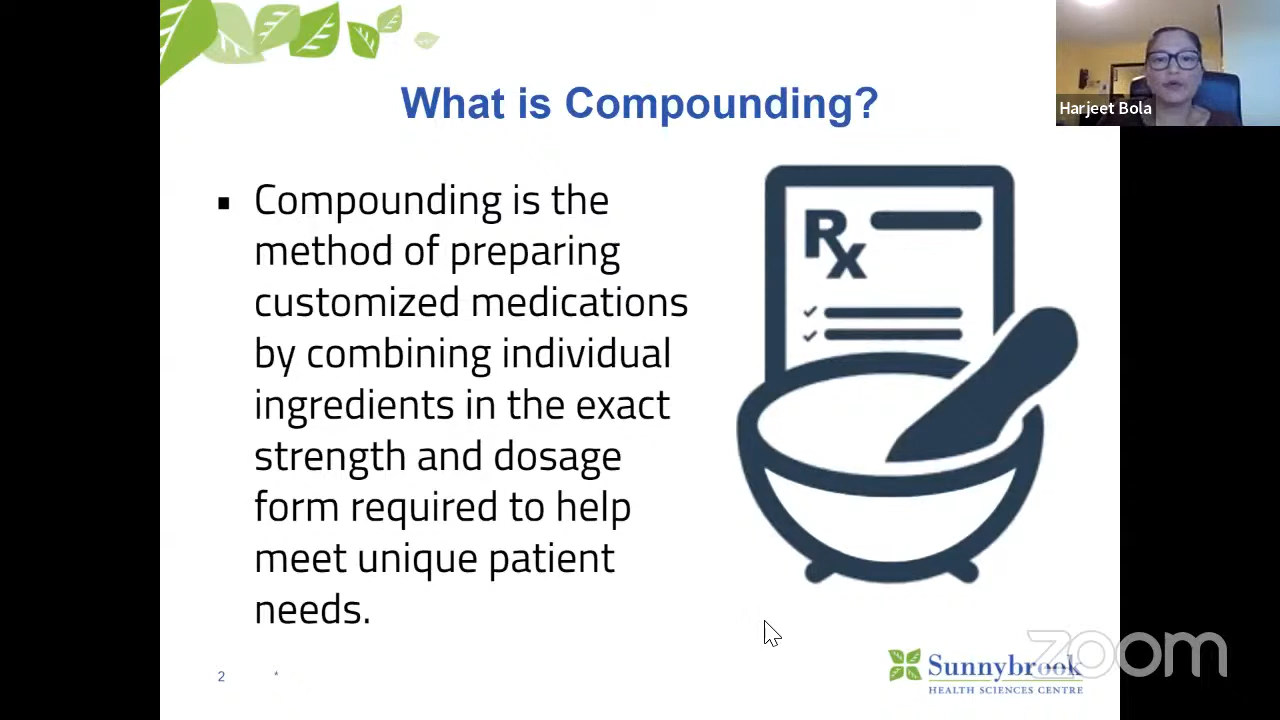 What is Compounding?
Harjeet Bola
▪ Compounding is the
method of preparing
customized medications
by combining individual
ingredients in the exact
strength and dosage
form required to help
meet unique patient
needs.
Rx
2
*
Sunnybrook
HEALTH SCIENCES CENTRE
zoom